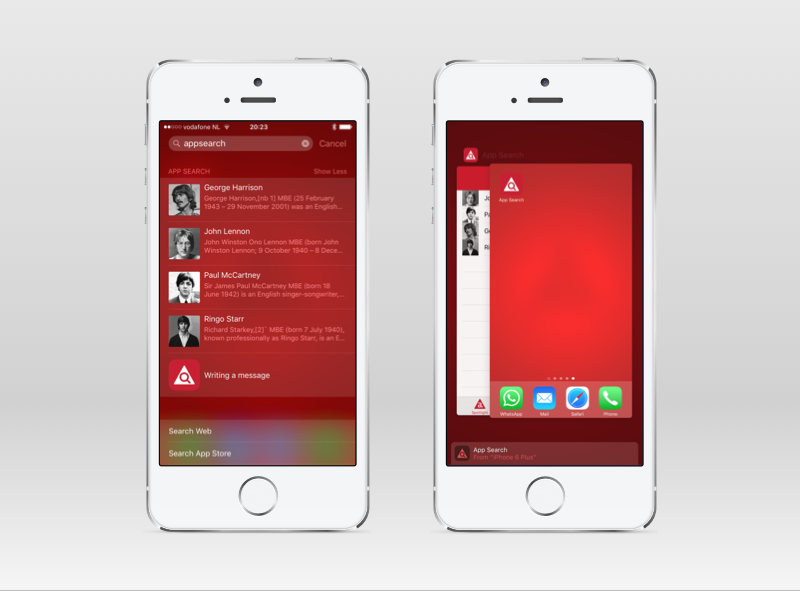 vodafone NL
20:23
appsearch
Cancel
APP SEARCH
Show Less
George Harrison
George Harrison,[nb 1] MBE (25 February
1943 – 29 November 2001) was an English...
John Lennon
John Winston Ono Lennon MBE (born John
Winston Lennon; 9 October 1940 – 8 Dece...
Paul McCartney
Sir James Paul McCartney MBE (born 18
June 1942) is an English singer-songwriter,...
Ringo Starr
Richard Starkey,[2]˙ MBE (born 7 July 1940),
known professionally as Ringo Starr, is an E...
Writing a message
Search Web
Search App Store
App Search
App Search
Jo
Pa
Ge
Ri
Spotlight
WhatsApp
Mail
Safari
Phone
App Search
From "iPhone 6 Plus"